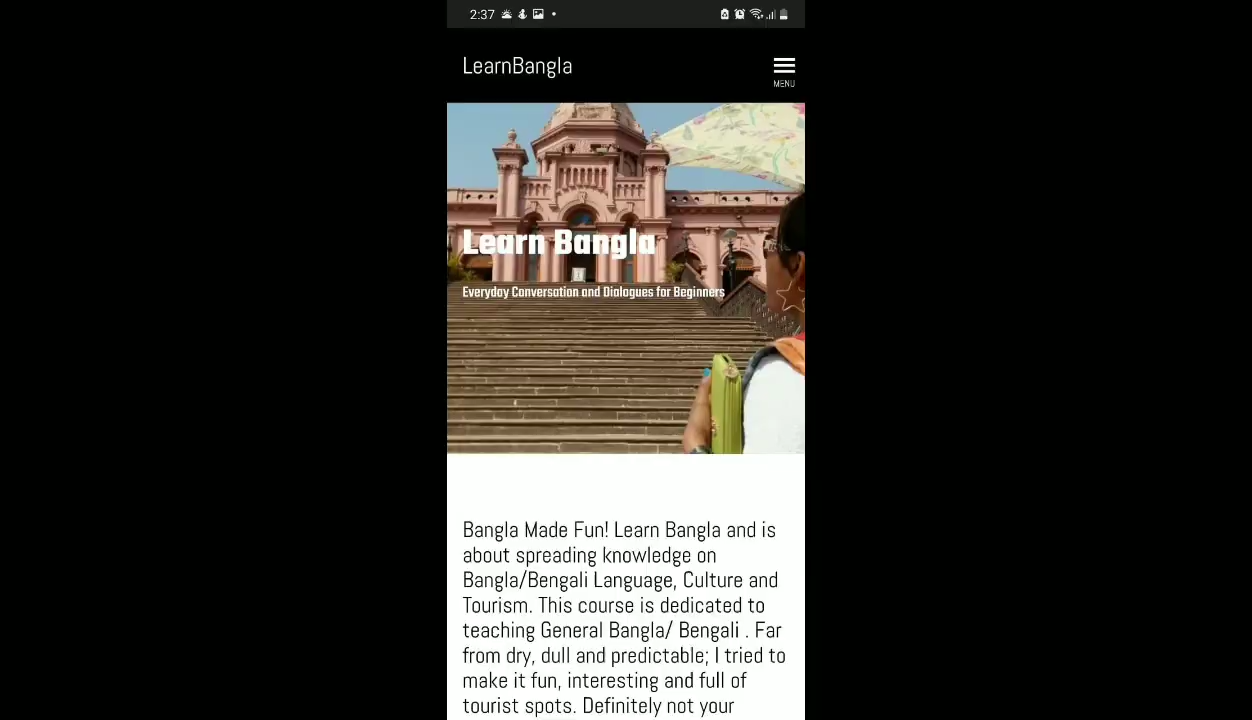 2:37
LearnBangla
MENU
Learn Bangla
Everyday Conversation and Dialogues for Beginners
Bangla Made Fun! Learn Bangla and is
about spreading knowledge on
Bangla/Bengali Language, Culture and
Tourism. This course is dedicated to
teaching General Bangla/ Bengali . Far
from dry, dull and predictable; I tried to
make it fun, interesting and full of
tourist spots. Definitely not your